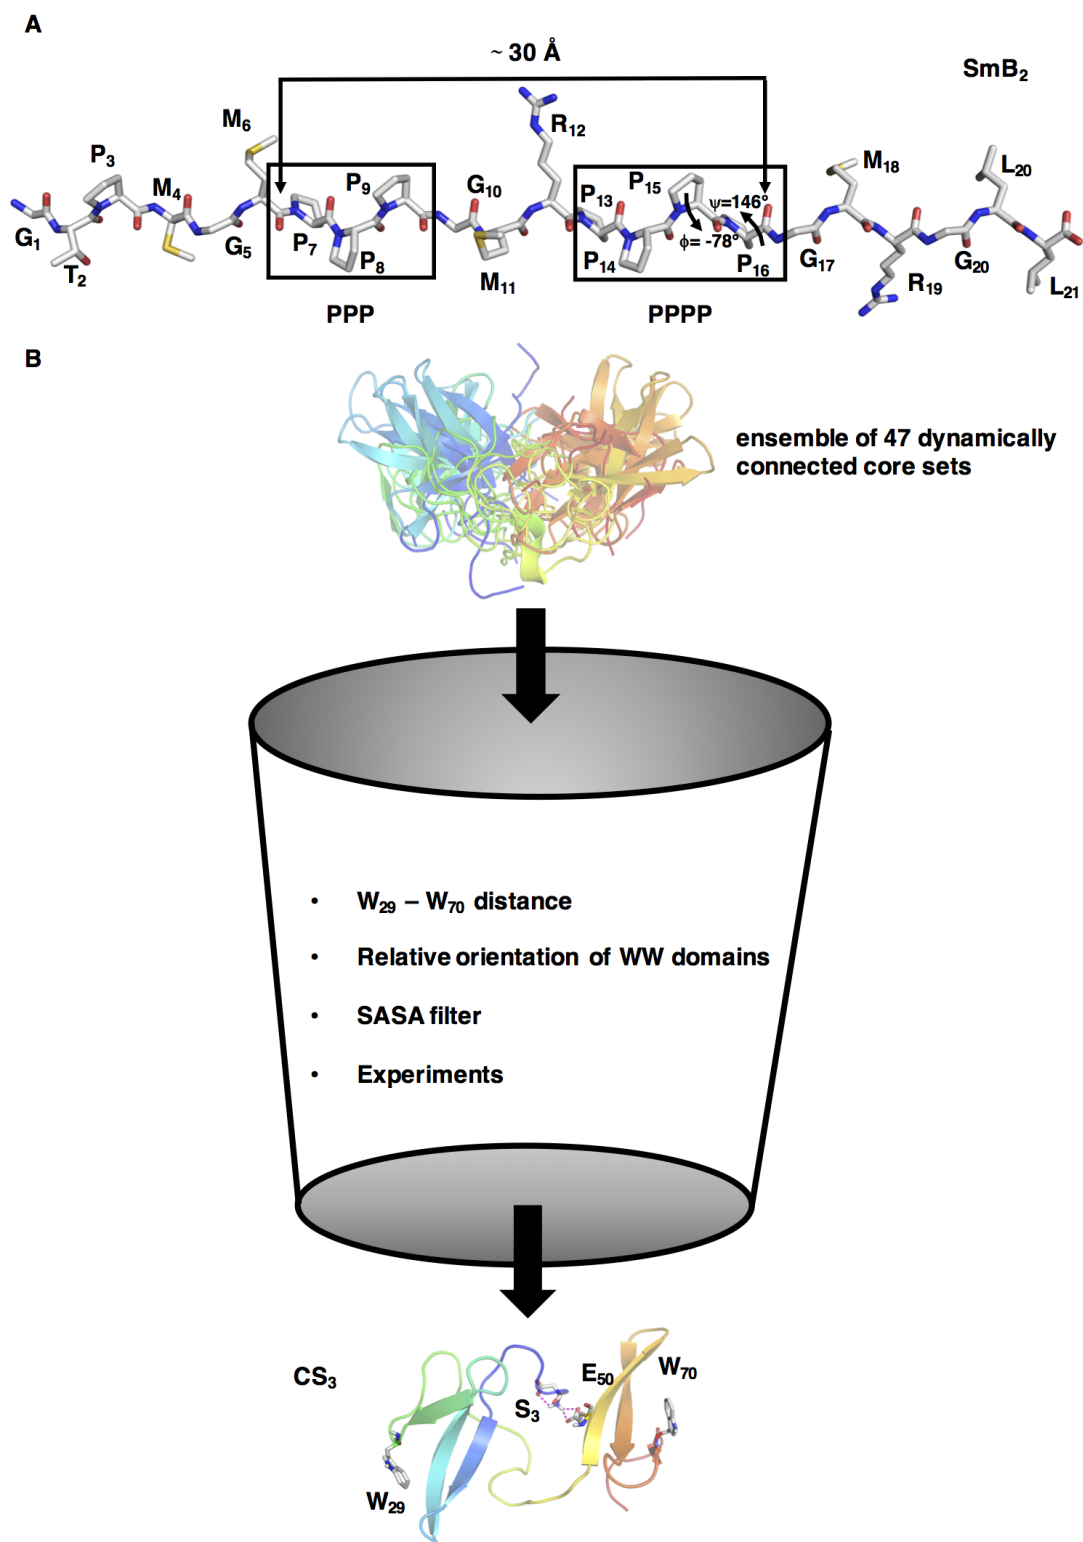 A
~ 30 Å
SmB₂
M₆
R₁₂
P₃
M₄
P₉
G₁₀
P₁₃
P₁₅
ψ=146°
M₁₈
L₂₀
G₁
T₂
G₅
P₇
P₈
M₁₁
P₁₄
ϕ= -78°
P₁₆
G₁₇
R₁₉
G₂₀
L₂₁
PPP
PPPP
B
ensemble of 47 dynamically
connected core sets
• W₂₉ – W₇₀ distance
• Relative orientation of WW domains
• SASA filter
• Experiments
CS₃
S₃
E₅₀
W₇₀
W₂₉